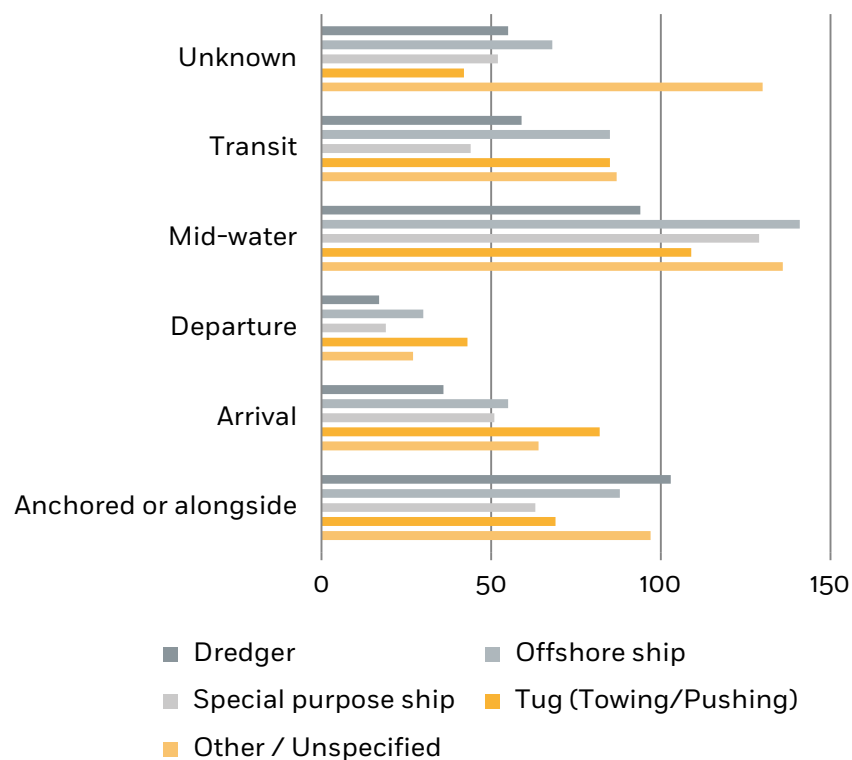 Unknown
Transit
Mid-water
Departure
Arrival
Anchored or alongside
0 50 100 150
Dredger Offshore ship
Special purpose ship Tug (Towing/Pushing)
Other / Unspecified